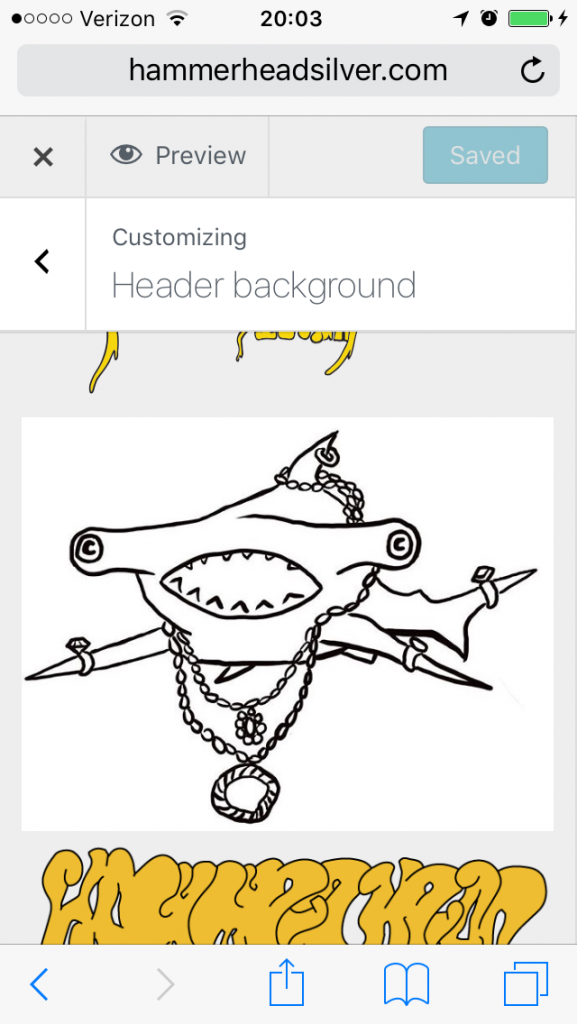 Verizon
20:03
hammerheadsilver.com
Preview
Saved
Customizing
Header background